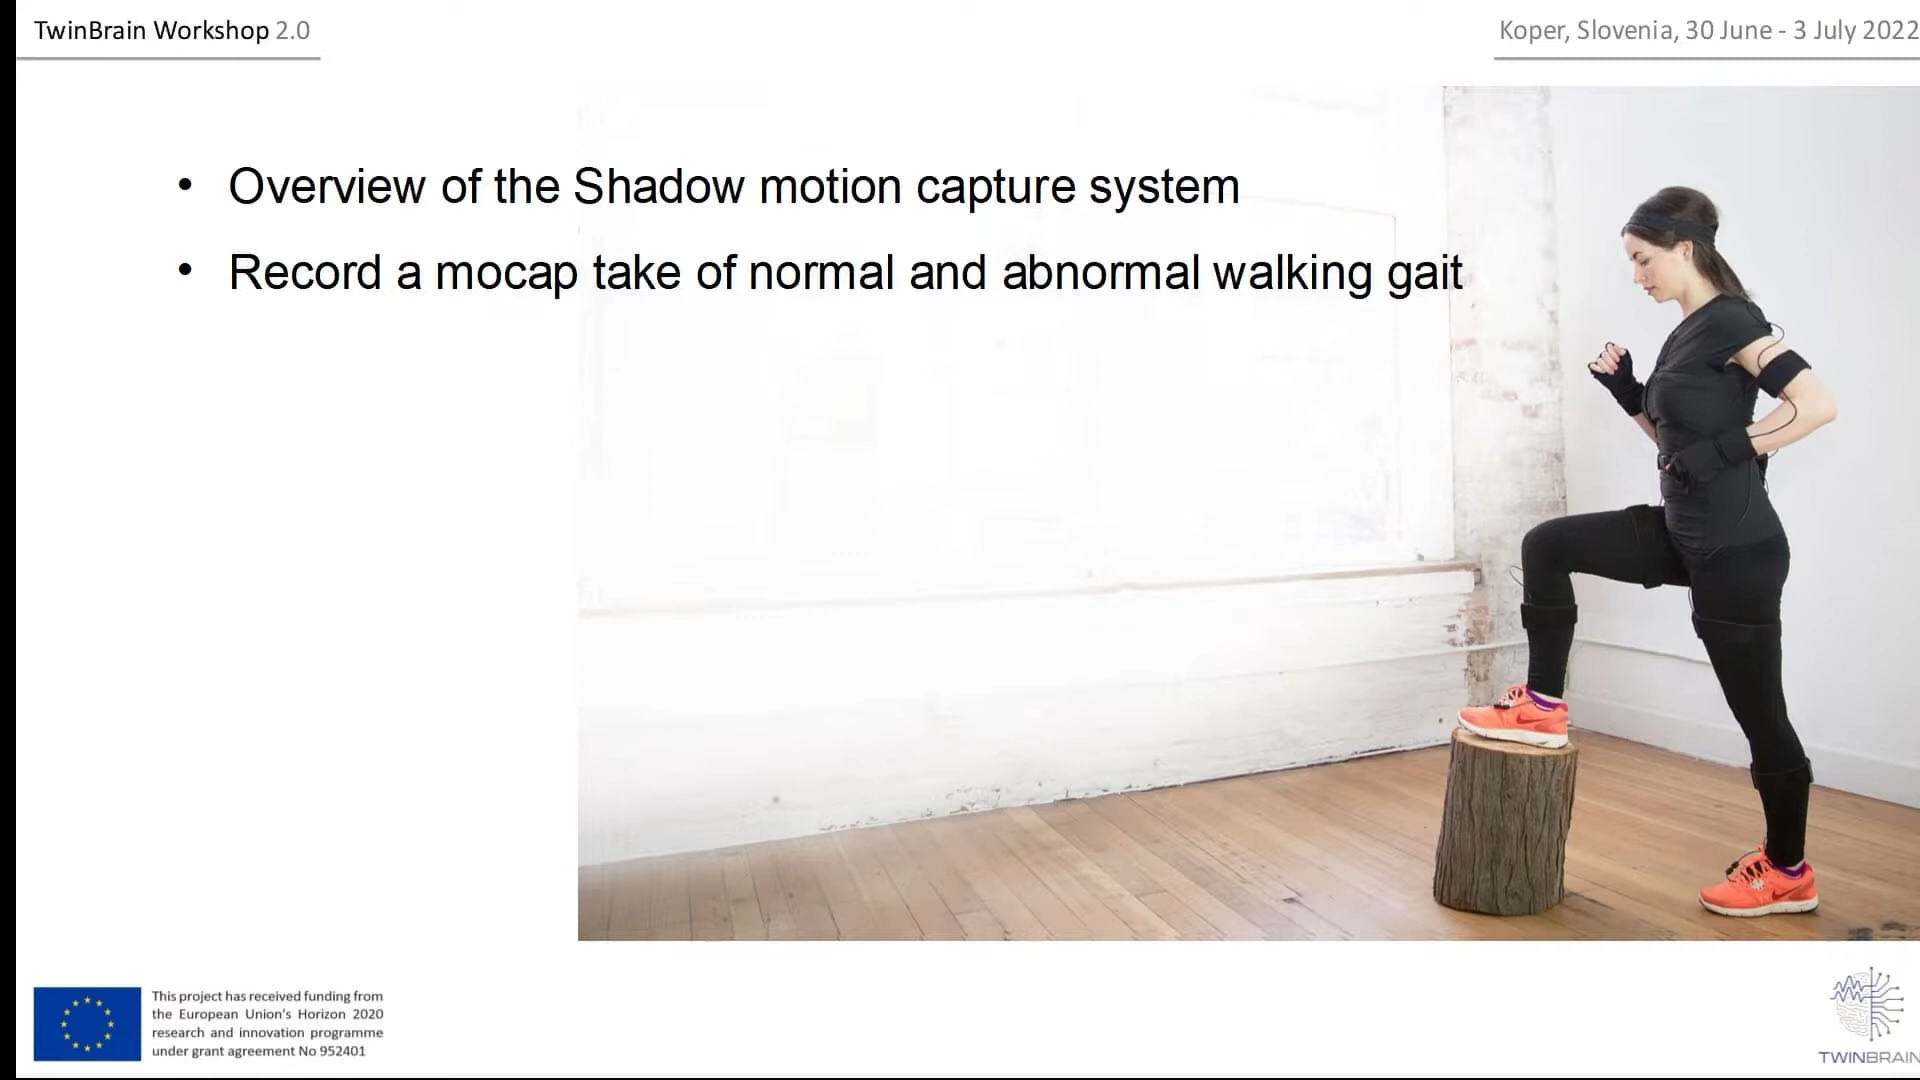 TwinBrain Workshop 2.0
Koper, Slovenia, 30 June - 3 July 2022
• Overview of the Shadow motion capture system
• Record a mocap take of normal and abnormal walking gait
This project has received funding from
the European Union's Horizon 2020
research and innovation programme
under grant agreement No 952401
TWINBRAIN